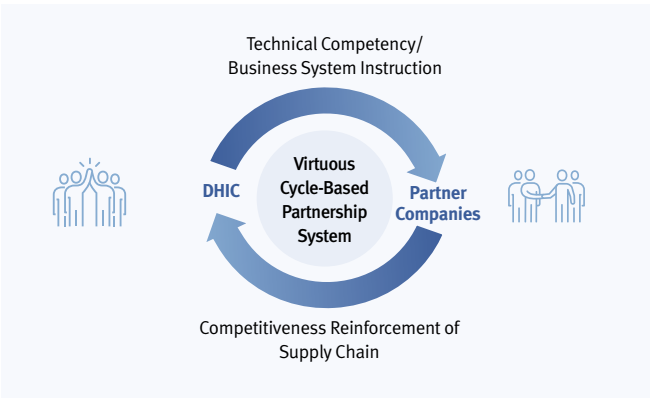 Technical Competency/
Business System Instruction
Virtuous
Cycle-Based
Partnership
System
DHIC
Partner
Companies
Competitiveness Reinforcement of
Supply Chain